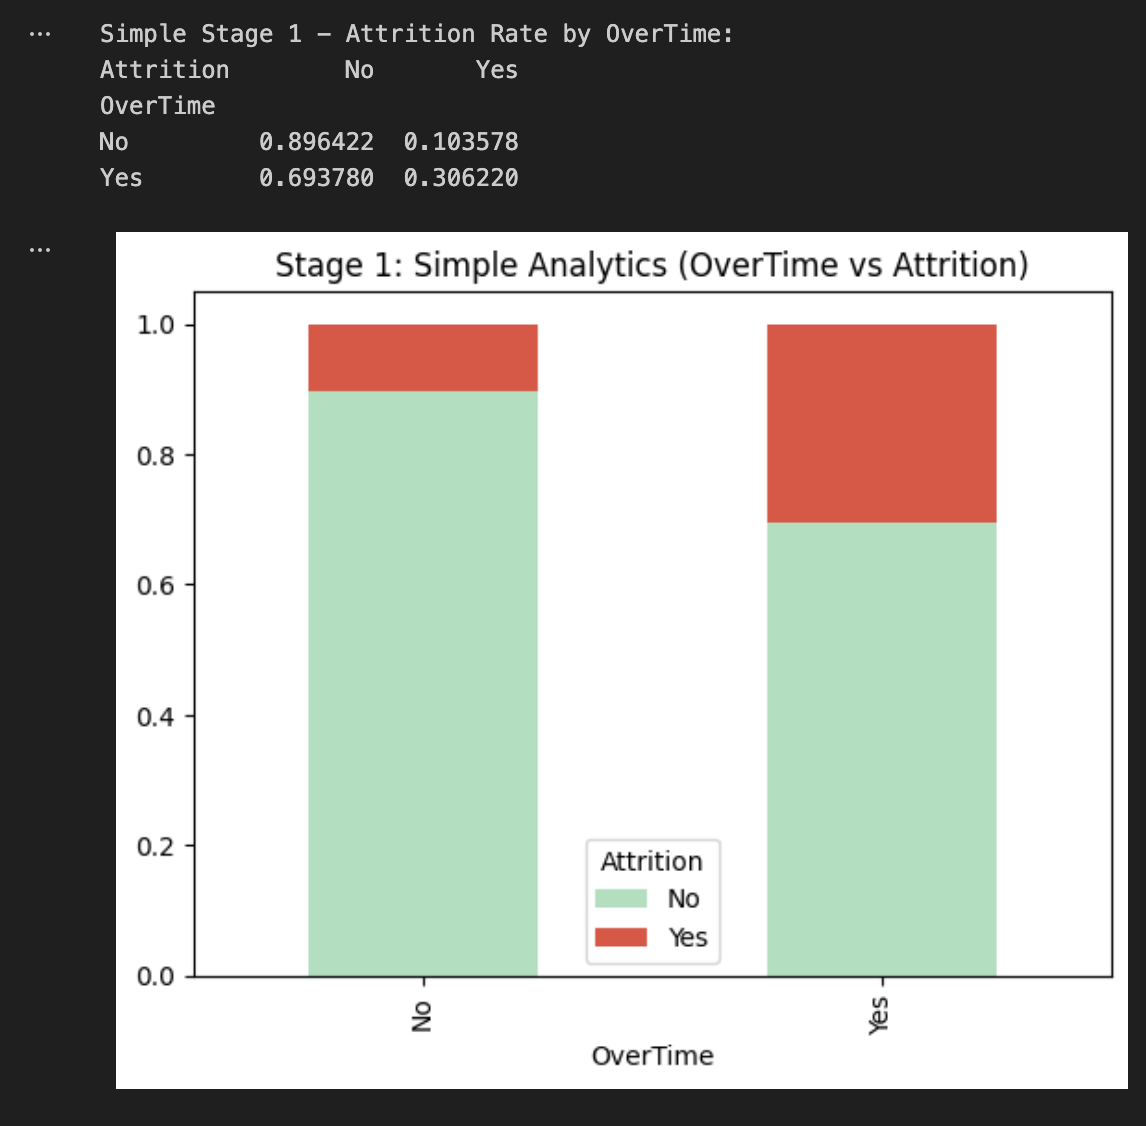 ...
Simple Stage 1 – Attrition Rate by OverTime:
Attrition No Yes
OverTime
No 0.896422 0.103578
Yes 0.693780 0.306220
...
Stage 1: Simple Analytics (OverTime vs Attrition)
1.0
0.8
0.6
0.4
0.2
0.0
Attrition
No
Yes
No
Yes
OverTime